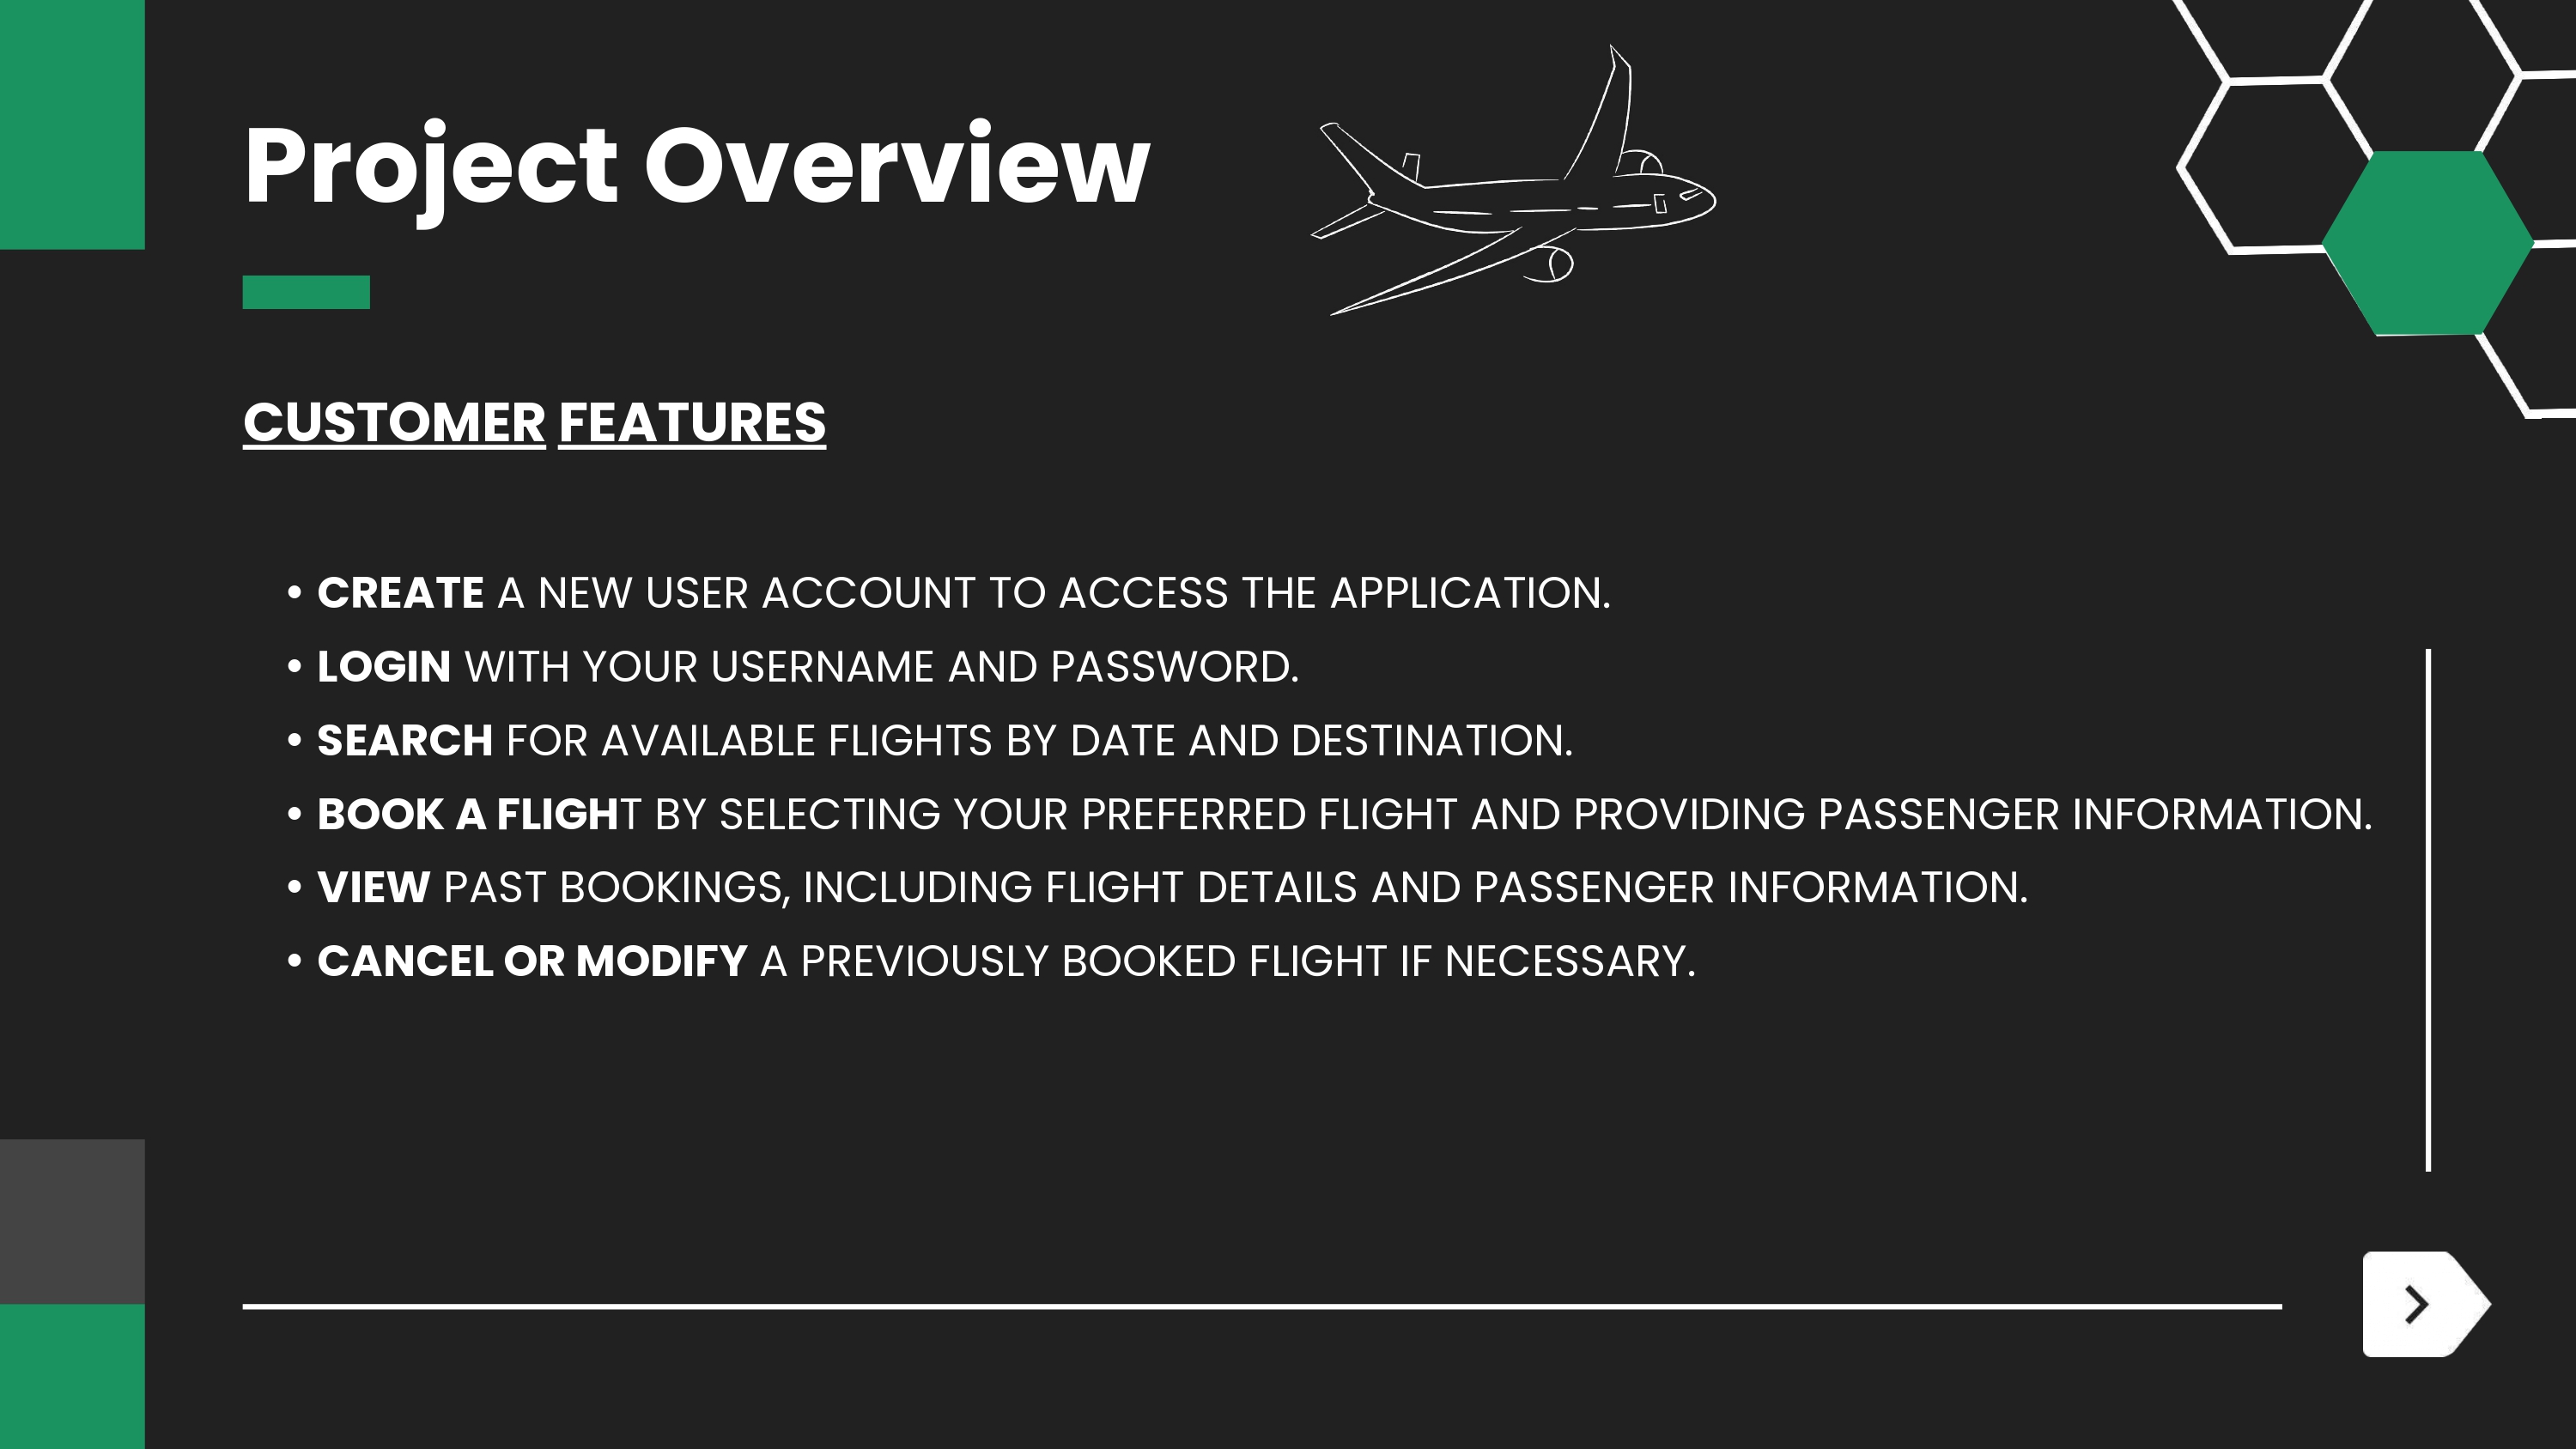 Project Overview
CUSTOMER FEATURES
• CREATE A NEW USER ACCOUNT TO ACCESS THE APPLICATION.
• LOGIN WITH YOUR USERNAME AND PASSWORD.
• SEARCH FOR AVAILABLE FLIGHTS BY DATE AND DESTINATION.
• BOOK A FLIGHT BY SELECTING YOUR PREFERRED FLIGHT AND PROVIDING PASSENGER INFORMATION.
• VIEW PAST BOOKINGS, INCLUDING FLIGHT DETAILS AND PASSENGER INFORMATION.
• CANCEL OR MODIFY A PREVIOUSLY BOOKED FLIGHT IF NECESSARY.